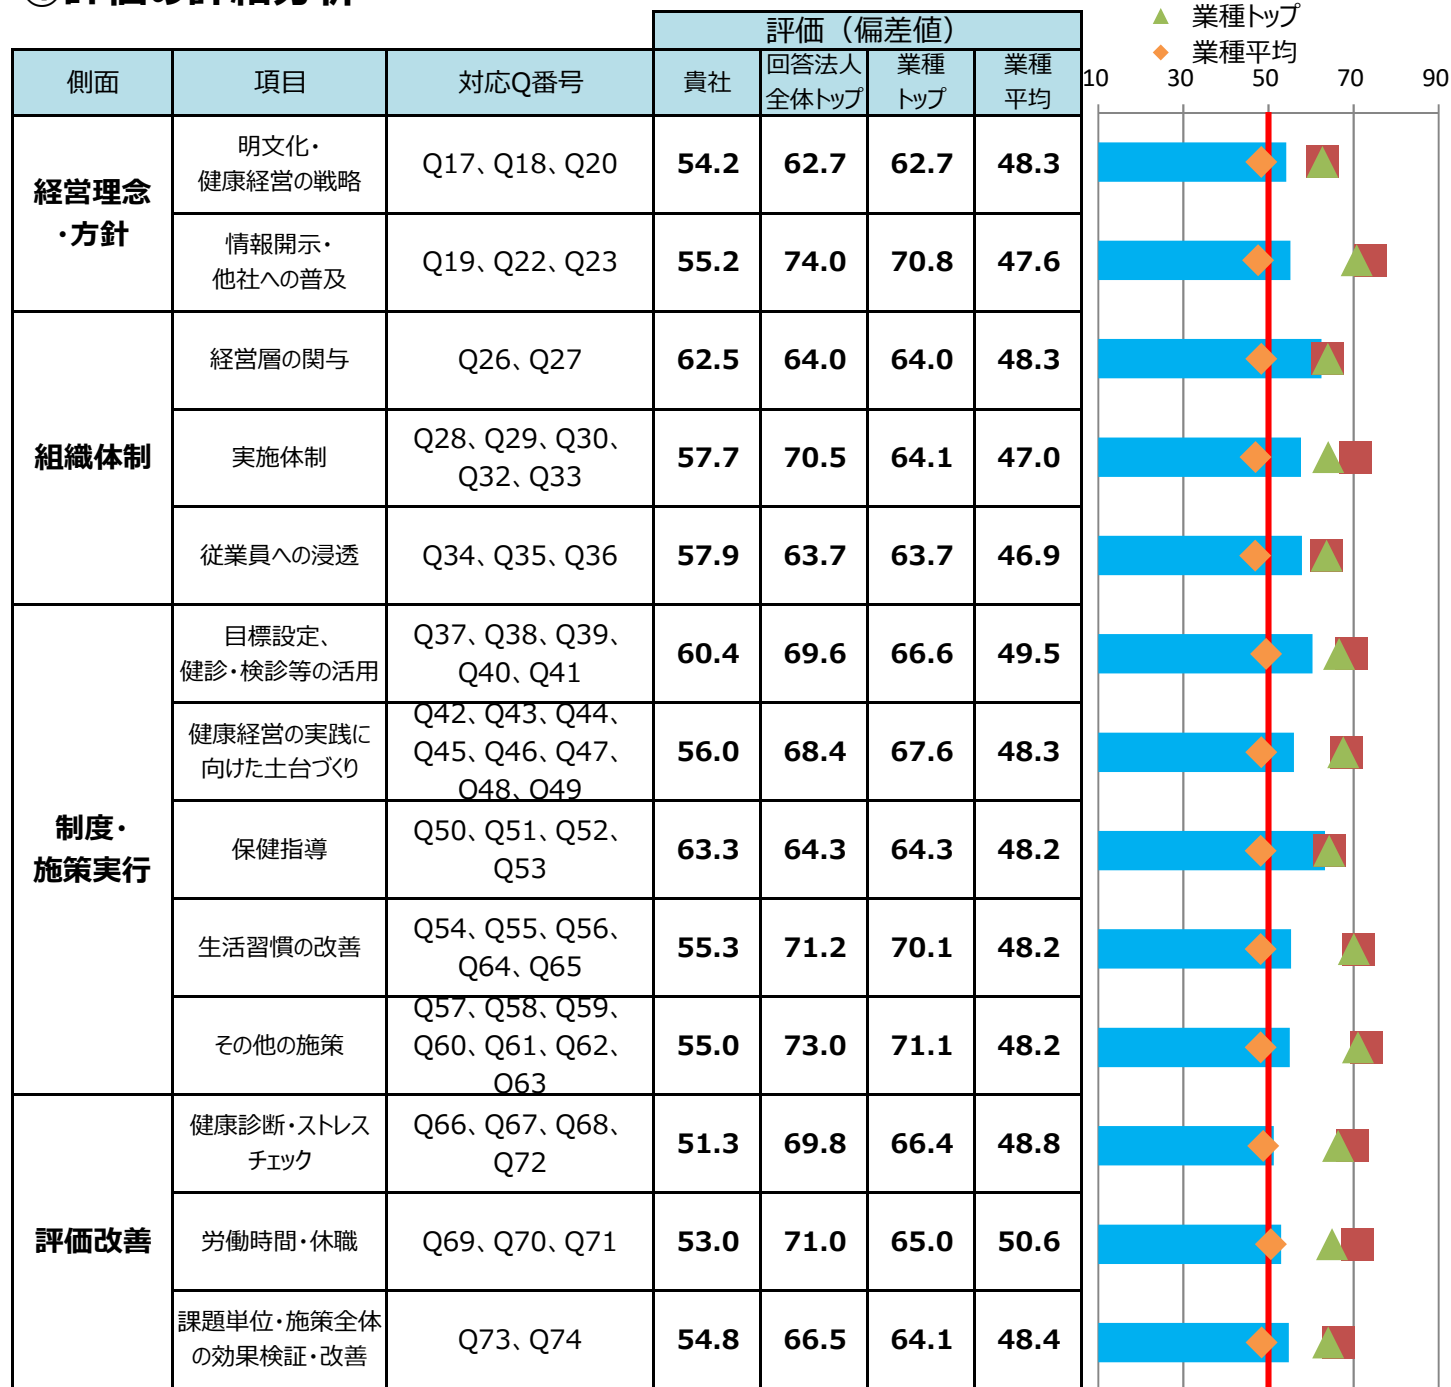 評価（偏差値）
▲ 業種トップ
◆ 業種平均
側面 項目 対応Q番号 貴社 回答法人 業種 業種
全体トップ トップ 平均
10 30 50 70 90
経営理念
・方針
明文化・
健康経営の戦略
Q17、Q18、Q20 54.2 62.7 62.7 48.3
情報開示・
他社への普及
Q19、Q22、Q23 55.2 74.0 70.8 47.6
組織体制
経営層の関与 Q26、Q27 62.5 64.0 64.0 48.3
実施体制
Q28、Q29、Q30、
Q32、Q33
57.7 70.5 64.1 47.0
従業員への浸透 Q34、Q35、Q36 57.9 63.7 63.7 46.9
制度・
施策実行
目標設定、
健診・検診等の活用
Q37、Q38、Q39、
Q40、Q41
60.4 69.6 66.6 49.5
健康経営の実践に
向けた土台づくり
Q42、Q43、Q44、
Q45、Q46、Q47、
Q48、Q49
56.0 68.4 67.6 48.3
保健指導
Q50、Q51、Q52、
Q53
63.3 64.3 64.3 48.2
生活習慣の改善
Q54、Q55、Q56、
Q64、Q65
55.3 71.2 70.1 48.2
その他の施策
Q57、Q58、Q59、
Q60、Q61、Q62、
Q63
55.0 73.0 71.1 48.2
評価改善
健康診断・ストレス
チェック
Q66、Q67、Q68、
Q72
51.3 69.8 66.4 48.8
労働時間・休職 Q69、Q70、Q71 53.0 71.0 65.0 50.6
課題単位・施策全体
の効果検証・改善
Q73、Q74 54.8 66.5 64.1 48.4